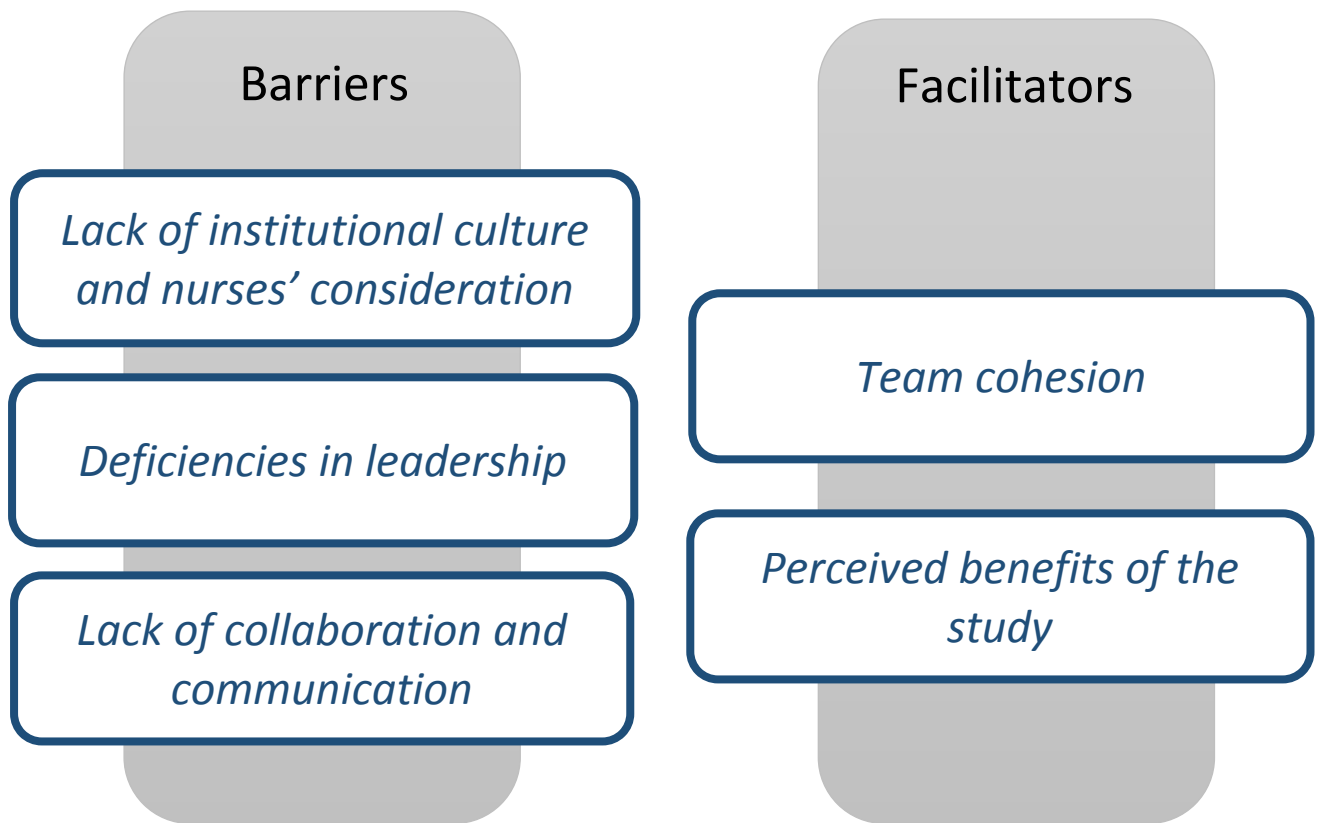 Barriers
Lack of institutional culture
and nurses’ consideration
Deficiencies in leadership
Lack of collaboration and
communication
Facilitators
Team cohesion
Perceived benefits of the
study